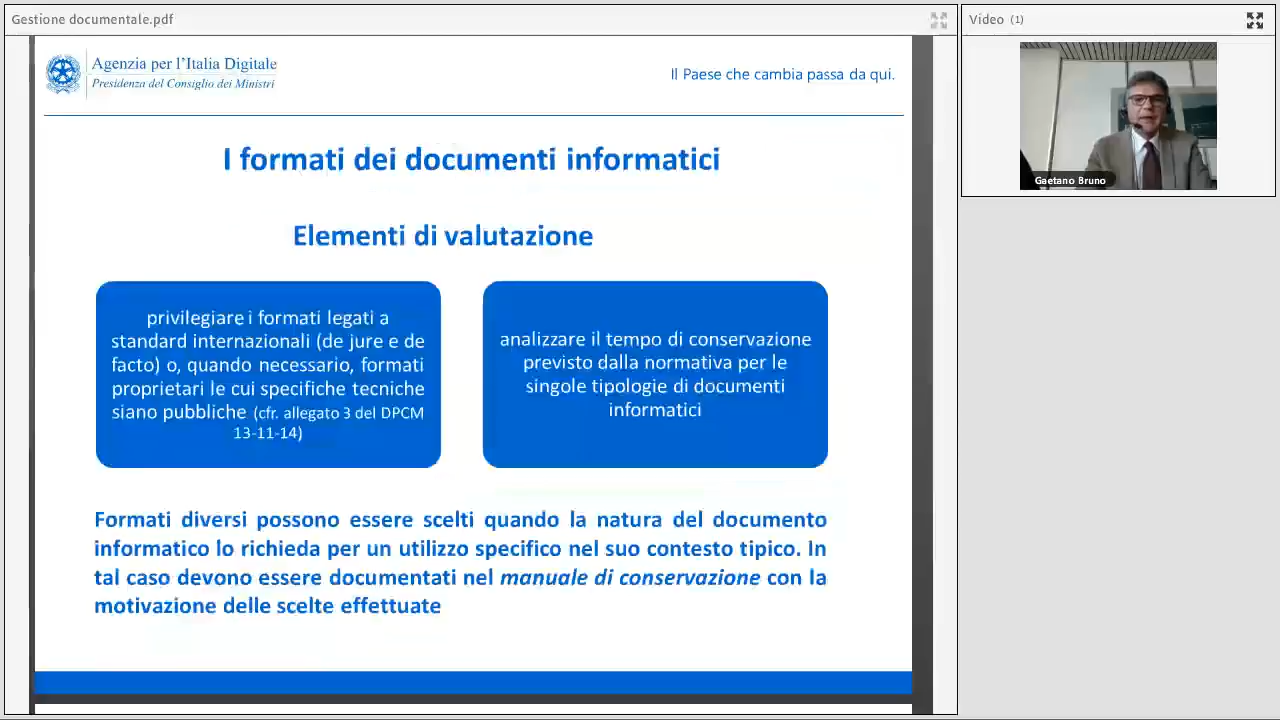 Gestione documentale.pdf
Video (1)
Agenzia per l'Italia Digitale
Presidenza del Consiglio dei Ministri
Il Paese che cambia passa da qui.
Gaetano Bruno
I formati dei documenti informatici
Elementi di valutazione
privilegiare i formati legati a
standard internazionali (de jure e de
facto) o, quando necessario, formati
proprietari le cui specifiche tecniche
siano pubbliche (cfr. allegato 3 del DPCM
13-11-14)
analizzare il tempo di conservazione
previsto dalla normativa per le
singole tipologie di documenti
informatici
Formati diversi possono essere scelti quando la natura del documento
informatico lo richieda per un utilizzo specifico nel suo contesto tipico. In
tal caso devono essere documentati nel manuale di conservazione con la
motivazione delle scelte effettuate